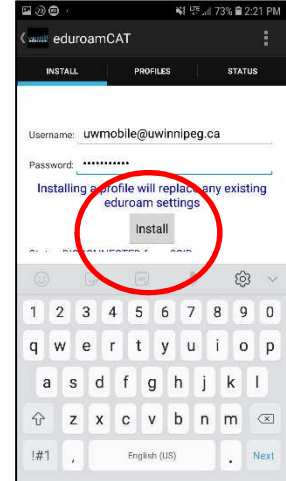 73% 2:21 PM
eduroamCAT
INSTALL PROFILES STATUS
Username: uwmobile@uwinnipeg.ca
Password: •••••••••••
Installing a profile will replace any existing
eduroam settings
Install
1 2 3 4 5 6 7 8 9 0
q w e r t y u i o p
a s d f g h j k l
z x c v b n m
!#1 , English (US) . Next